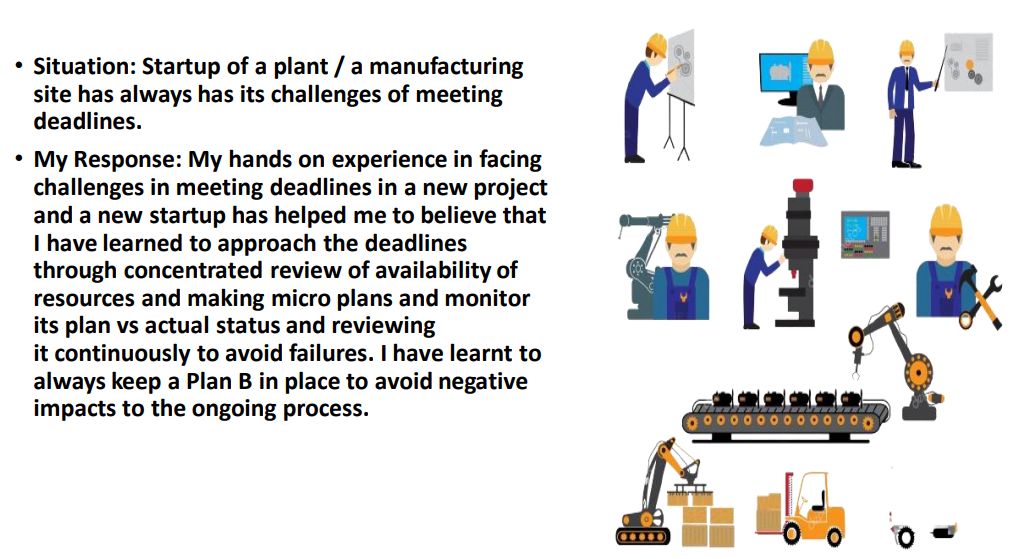 • Situation: Startup of a plant / a manufacturing
site has always has its challenges of meeting
deadlines.
• My Response: My hands on experience in facing
challenges in meeting deadlines in a new project
and a new startup has helped me to believe that
I have learned to approach the deadlines
through concentrated review of availability of
resources and making micro plans and monitor
its plan vs actual status and reviewing
it continuously to avoid failures. I have learnt to
always keep a Plan B in place to avoid negative
impacts to the ongoing process.